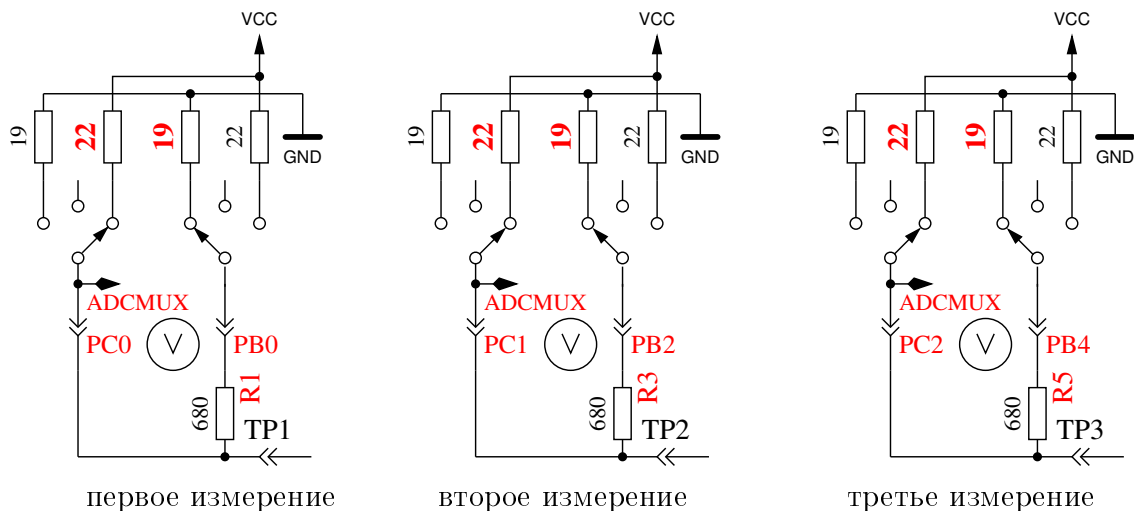 VCC VCC VCC
19 22 19 22 GND
19 22 19 22 GND
19 22 19 22 GND
ADCMUX ADCMUX ADCMUX
PC0 V PB0 PC1 V PB2 PC2 V PB4
R1 R3 R5
680 TP1 680 TP2 680 TP3
первое измерение второе измерение третье измерение